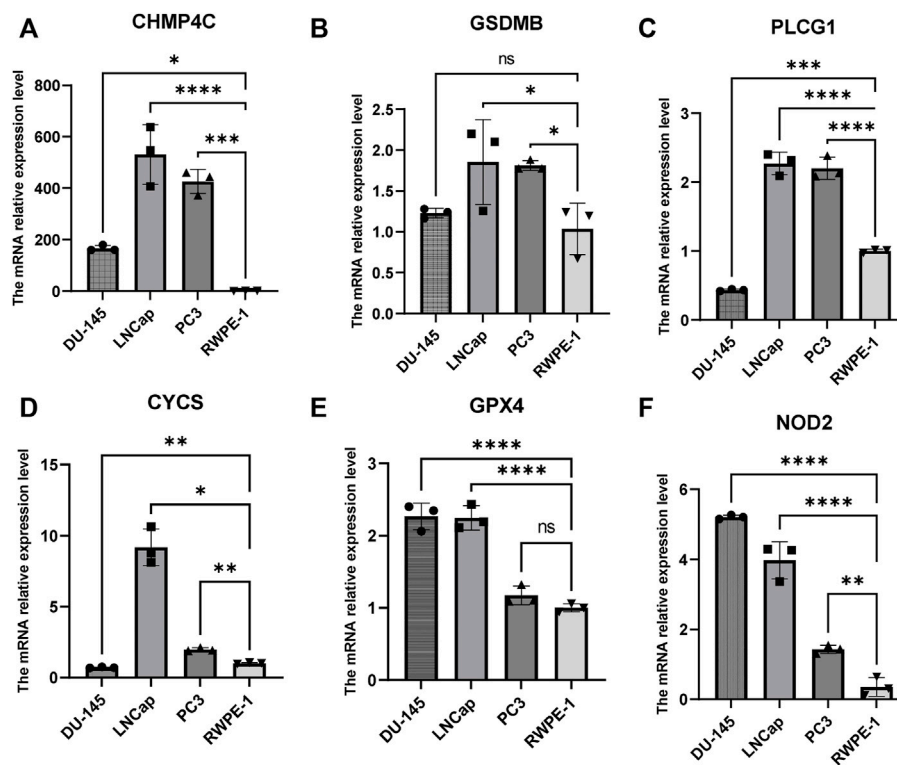 A
CHMP4C
The mRNA relative expression level
800
600
400
200
0
*
****
***
DU-145
LNCap
PC3
RWPE-1
B
GSDMB
The mRNA relative expression level
2.5
2.0
1.5
1.0
0.5
0.0
ns
*
*
DU-145
LNCap
PC3
RWPE-1
C
PLCG1
The mRNA relative expression level
3
2
1
0
***
****
****
DU-145
LNCap
PC3
RWPE-1
D
CYCS
The mRNA relative expression level
15
10
5
0
**
*
**
DU-145
LNCap
PC3
RWPE-1
E
GPX4
The mRNA relative expression level
3
2
1
0
****
****
ns
DU-145
LNCap
PC3
RWPE-1
F
NOD2
The mRNA relative expression level
6
4
2
0
****
****
**
DU-145
LNCap
PC3
RWPE-1